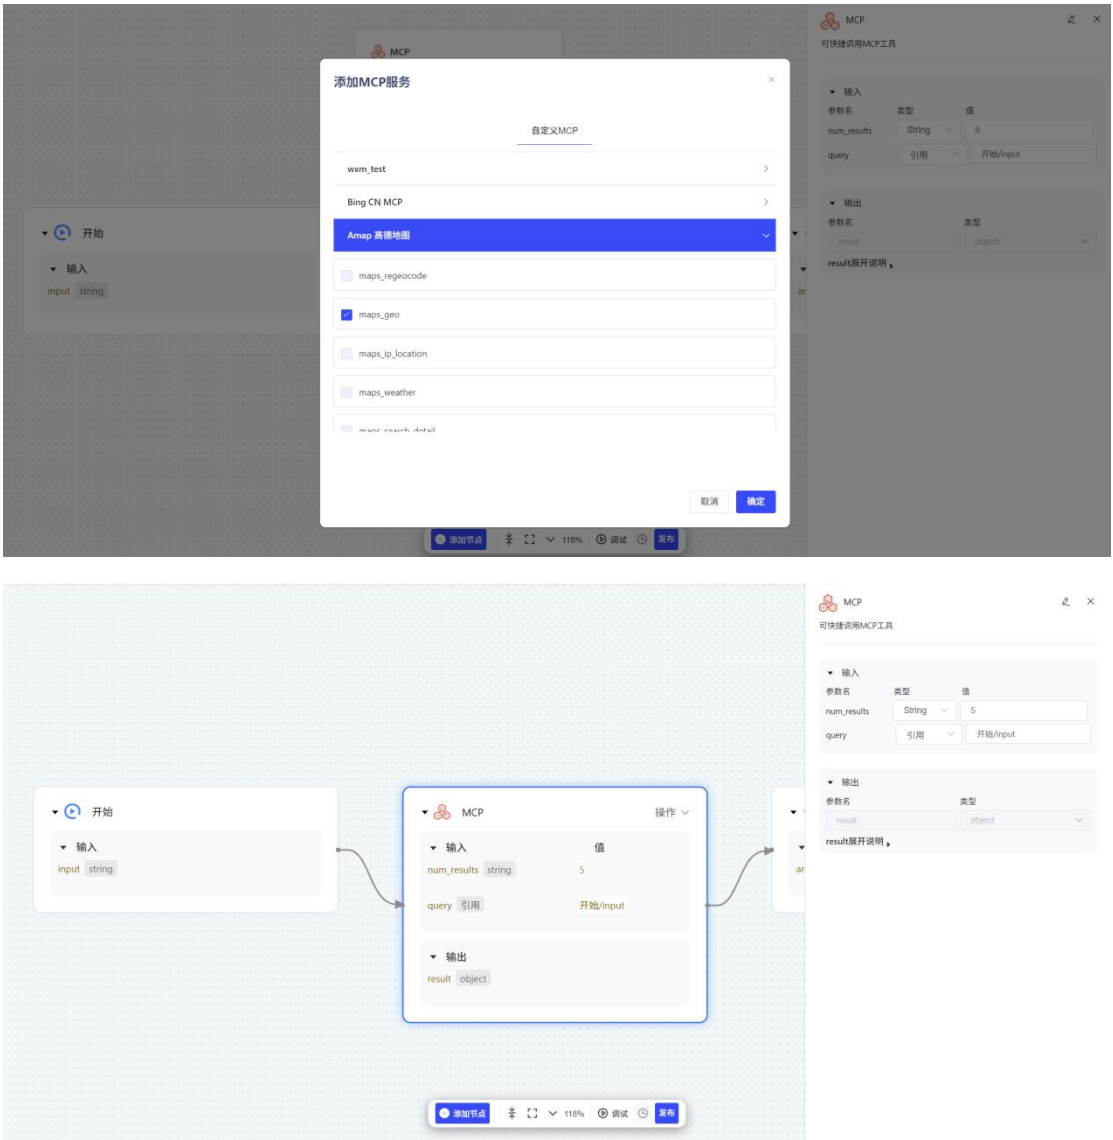 MCP
MCP
可快捷调用MCP工具
添加MCP服务
自定义MCP
wxm_test
Bing CN MCP
Amap 高德地图
maps_regeocode
maps_geo
maps_ip_location
maps_weather
maps_search_detail
取消 确定
开始
输入
input string
ar
输入
参数名 类型 值
num_results String 5
query 引用 开始/input
输出
参数名 类型
result object
result展开说明
添加节点 118% 调试 发布
MCP
可快捷调用MCP工具
输入
参数名 类型 值
num_results String 5
query 引用 开始/input
输出
参数名 类型
result object
result展开说明
开始
输入
input string
MCP 操作
输入 值
num_results string 5
query 引用 开始/input
输出
result object
ar
添加节点 118% 调试 发布